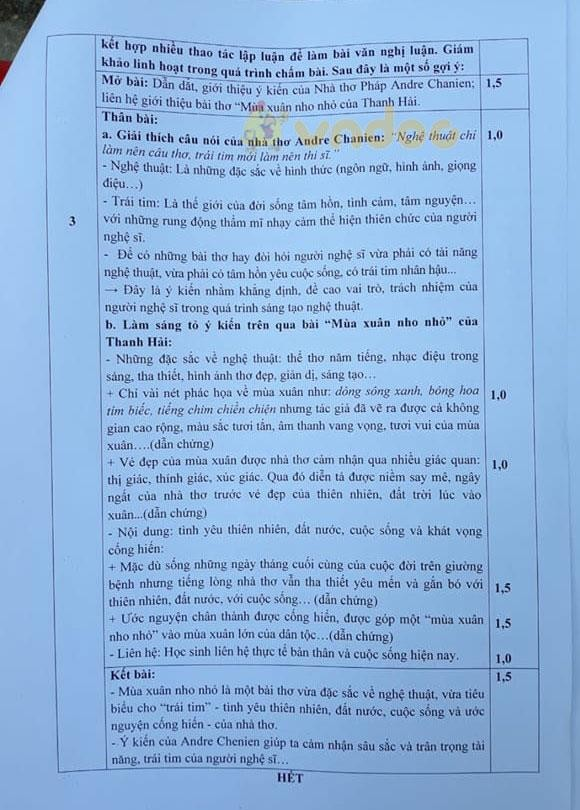 kết hợp nhiều thao tác lập luận để làm bài văn nghị luận. Giám
khảo linh hoạt trong quá trình chấm bài. Sau đây là một số gợi ý:
Mở bài: Dẫn dắt, giới thiệu ý kiến của Nhà thơ Pháp Andre Chanien; 1,5
liên hệ giới thiệu bài thơ "Mùa xuân nho nhỏ của Thanh Hải.
Thân bài:
a. Giải thích câu nói của nhà thơ Andre Chanien: "Nghệ thuật chỉ 1,0
làm nên câu thơ, trái tim mới làm nên thi sĩ."
- Nghệ thuật: Là những đặc sắc về hình thức (ngôn ngữ, hình ảnh, giọng
điệu…)
- Trái tim: Là thế giới của đời sống tâm hồn, tình cảm, tâm nguyện…
3 với những rung động thẩm mĩ nhạy cảm thể hiện thiên chức của người
nghệ sĩ.
- Để có những bài thơ hay đòi hỏi người nghệ sĩ vừa phải có tài năng
nghệ thuật, vừa phải có tâm hồn yêu cuộc sống, có trái tim nhân hậu...
→ Đây là ý kiến nhằm khẳng định, đề cao vai trò, trách nhiệm của
người nghệ sĩ trong quá trình sáng tạo nghệ thuật.
b. Làm sáng tỏ ý kiến trên qua bài "Mùa xuân nho nhỏ" của
Thanh Hải:
- Những đặc sắc về nghệ thuật: thể thơ năm tiếng, nhạc điệu trong
sáng, tha thiết, hình ảnh thơ đẹp, giản dị, sáng tạo…
+ Chỉ vài nét phác họa về mùa xuân như: dòng sông xanh, bông hoa 1,0
tím biếc, tiếng chim chiền chiện nhưng tác giả đã vẽ ra được cả không
gian cao rộng, màu sắc tươi tắn, âm thanh vang vọng, tươi vui của mùa
xuân….(dẫn chứng)
+ Vẻ đẹp của mùa xuân được nhà thơ cảm nhận qua nhiều giác quan: 1,0
thị giác, thính giác, xúc giác. Qua đó diễn tả được niềm say mê, ngây
ngất của nhà thơ trước vẻ đẹp của thiên nhiên, đất trời lúc vào
xuân...(dẫn chứng)
- Nội dung: tình yêu thiên nhiên, đất nước, cuộc sống và khát vọng
cống hiến:
+ Mặc dù sống những ngày tháng cuối cùng của cuộc đời trên giường
bệnh nhưng tiếng lòng nhà thơ vẫn tha thiết yêu mến và gắn bó với 1,5
thiên nhiên, đất nước, với cuộc sống… (dẫn chứng)
+ Ước nguyện chân thành được cống hiến, được góp một "mùa xuân 1,5
nho nhỏ" vào mùa xuân lớn của dân tộc…(dẫn chứng)
- Liên hệ: Học sinh liên hệ thực tế bản thân và cuộc sống hiện nay. 1,0
Kết bài: 1,5
- Mùa xuân nho nhỏ là một bài thơ vừa đặc sắc về nghệ thuật, vừa tiêu
biểu cho "trái tim" - tình yêu thiên nhiên, đất nước, cuộc sống và ước
nguyện cống hiến - của nhà thơ.
- Ý kiến của Andre Chenien giúp ta cảm nhận sâu sắc và trân trọng tài
năng, trái tim của người nghệ sĩ…
HẾT